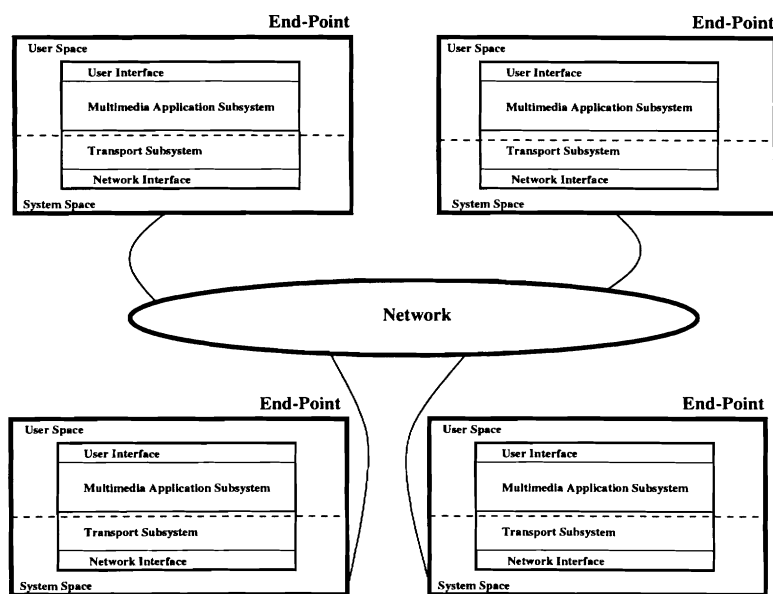 End-Point
User Space
User Interface
Multimedia Application Subsystem
Transport Subsystem
Network Interface
System Space
End-Point
User Space
User Interface
Multimedia Application Subsystem
Transport Subsystem
Network Interface
System Space
Network
End-Point
User Space
User Interface
Multimedia Application Subsystem
Transport Subsystem
Network Interface
System Space
End-Point
User Space
User Interface
Multimedia Application Subsystem
Transport Subsystem
Network Interface
System Space